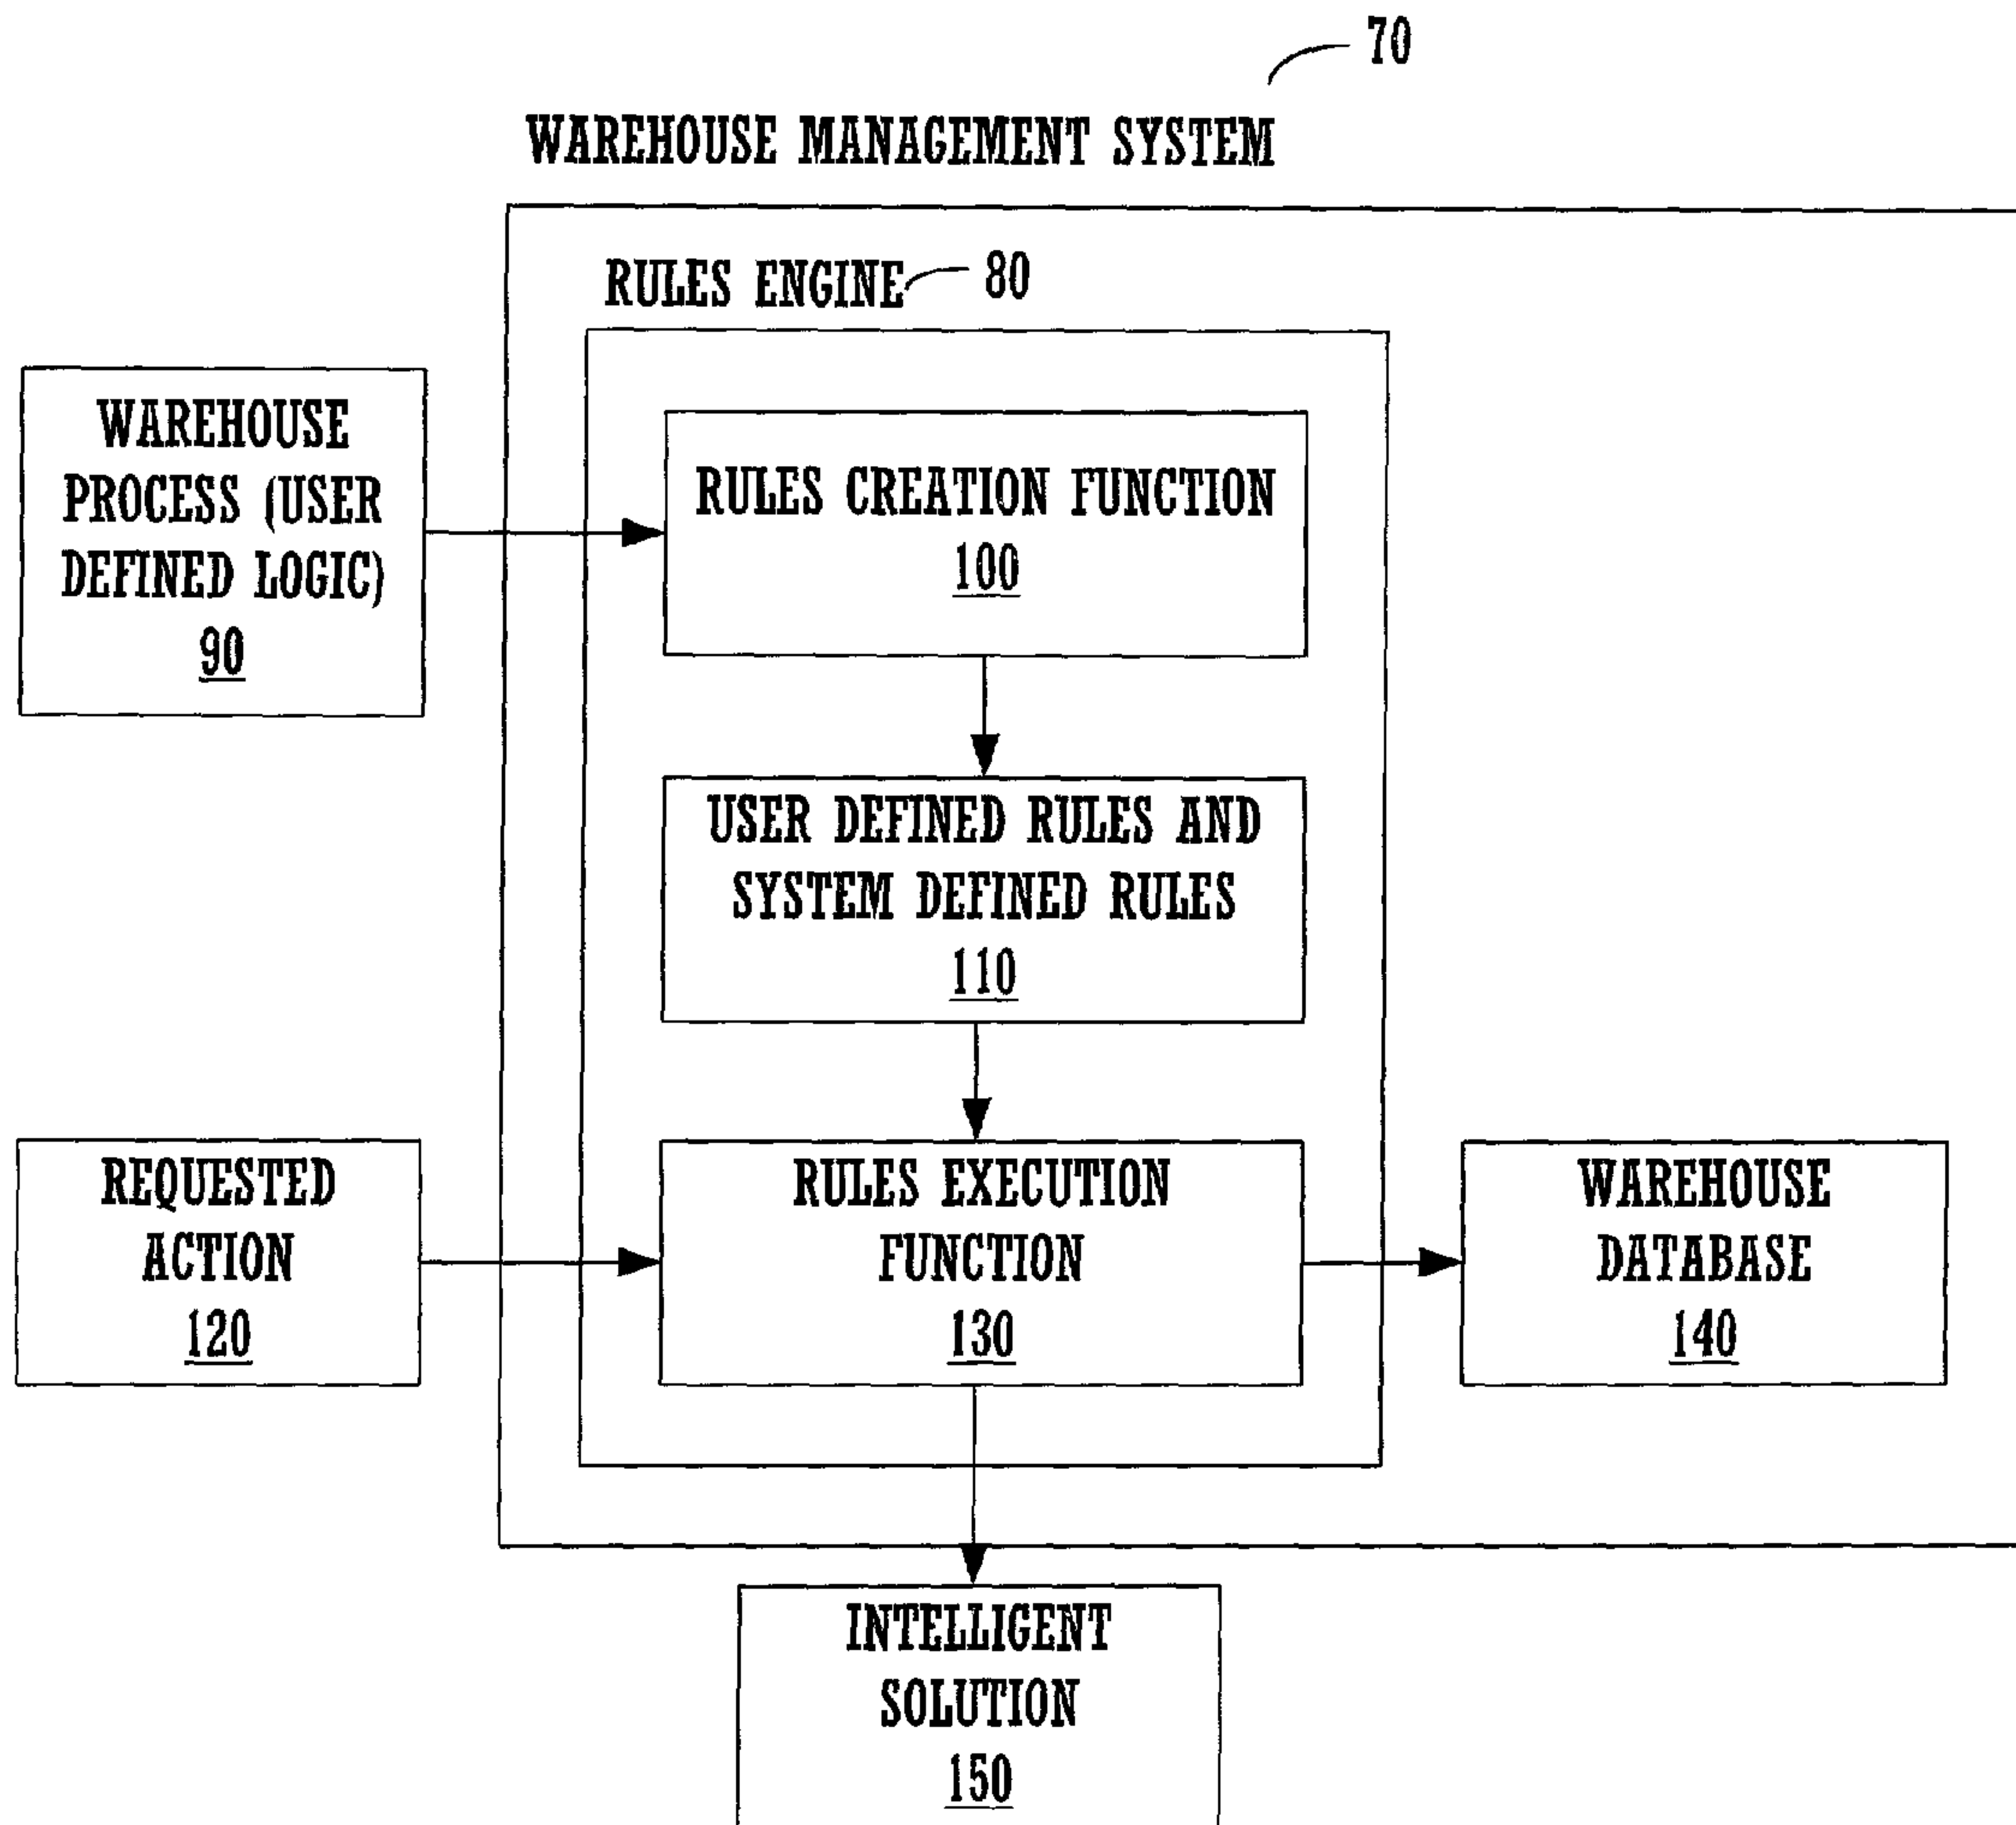 70
WAREHOUSE MANAGEMENT SYSTEM
RULES ENGINE 80
WAREHOUSE
PROCESS (USER
DEFINED LOGIC)
90
RULES CREATION FUNCTION
100
USER DEFINED RULES AND
SYSTEM DEFINED RULES
110
REQUESTED
ACTION
120
RULES EXECUTION
FUNCTION
130
WAREHOUSE
DATABASE
140
INTELLIGENT
SOLUTION
150